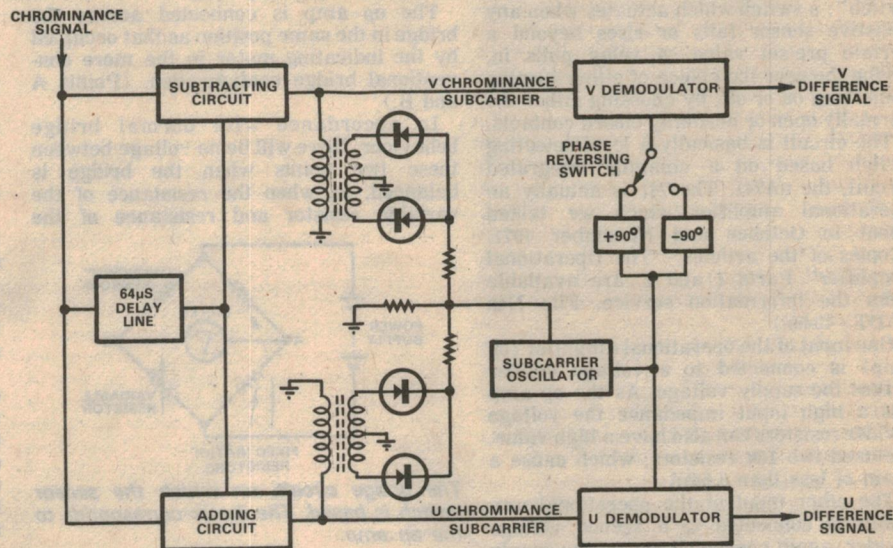 CHROMINANCE
SIGNAL
SUBTRACTING
CIRCUIT
V CHROMINANCE
SUBCARRIER
V DEMODULATOR
V
DIFFERENCE
SIGNAL
PHASE
REVERSING
SWITCH
+90°
-90°
64µS
DELAY
LINE
SUBCARRIER
OSCILLATOR
ADDING
CIRCUIT
U CHROMINANCE
SUBCARRIER
U DEMODULATOR
U
DIFFERENCE
SIGNAL